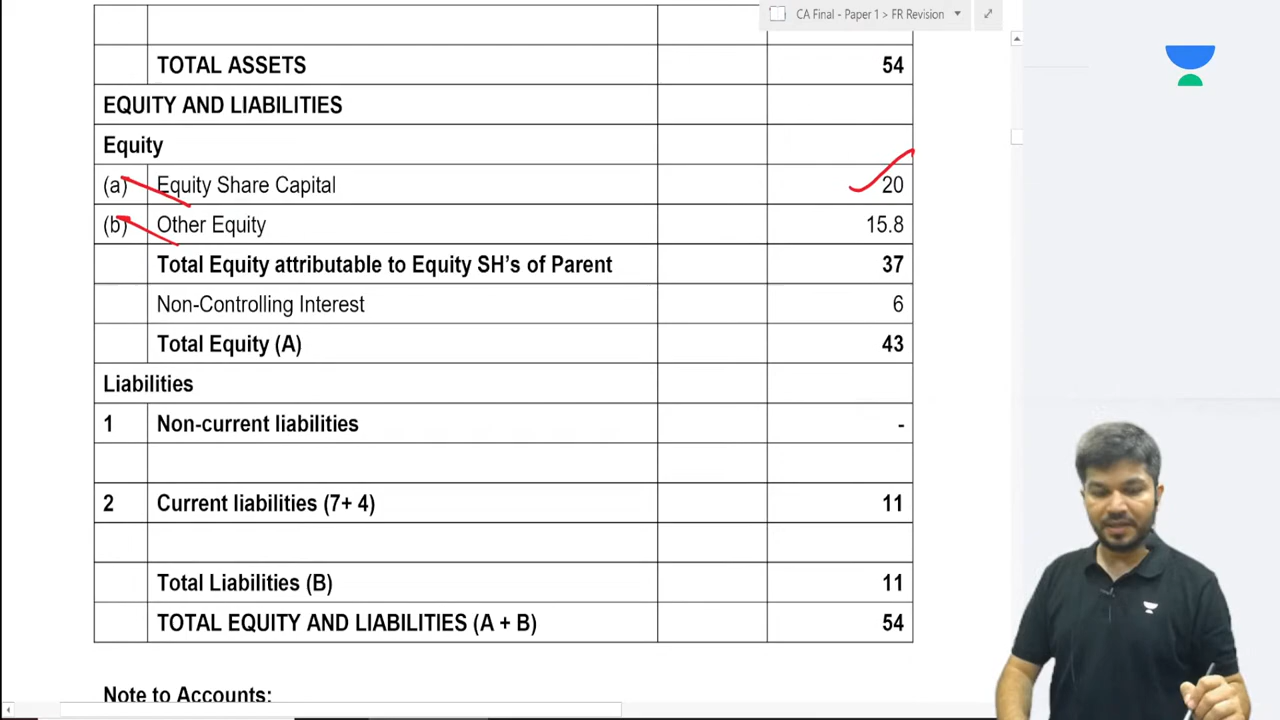 CA Final - Paper 1 > FR Revision
TOTAL ASSETS 54
EQUITY AND LIABILITIES
Equity
(a) Equity Share Capital 20
(b) Other Equity 15.8
Total Equity attributable to Equity SH's of Parent 37
Non-Controlling Interest 6
Total Equity (A) 43
Liabilities
1 Non-current liabilities -
2 Current liabilities (7+ 4) 11
Total Liabilities (B) 11
TOTAL EQUITY AND LIABILITIES (A + B) 54
Note to Accounts: